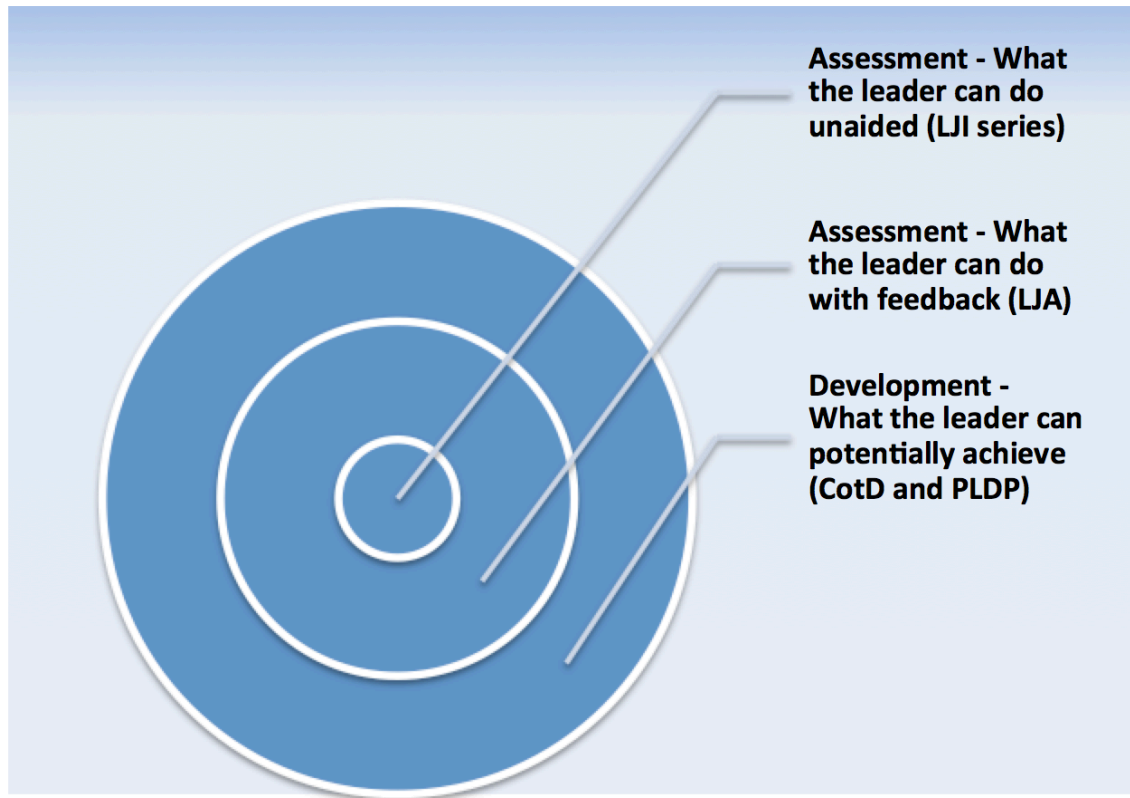 Assessment - What
the leader can do
unaided (LJI series)
Assessment - What
the leader can do
with feedback (LJA)
Development -
What the leader can
potentially achieve
(CotD and PLDP)